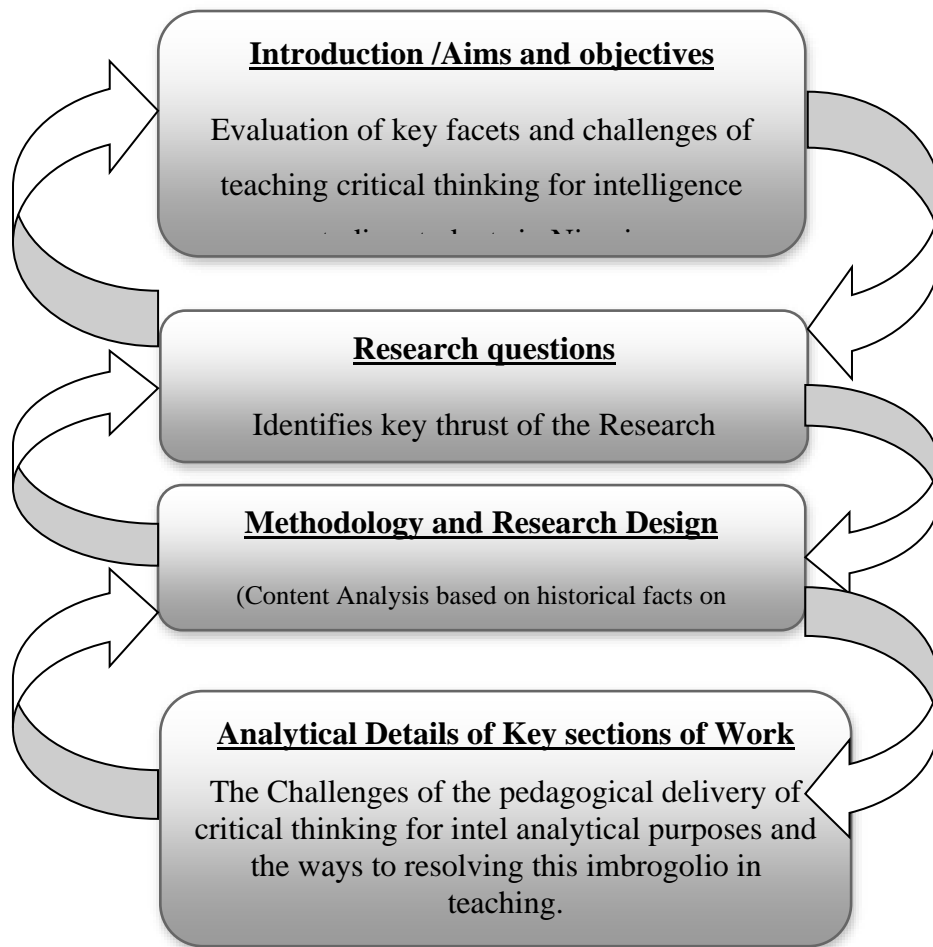 Introduction /Aims and objectives
Evaluation of key facets and challenges of
teaching critical thinking for intelligence
Research questions
Identifies key thrust of the Research
Methodology and Research Design
(Content Analysis based on historical facts on
Analytical Details of Key sections of Work
The Challenges of the pedagogical delivery of
critical thinking for intel analytical purposes and
the ways to resolving this imbrogolio in
teaching.